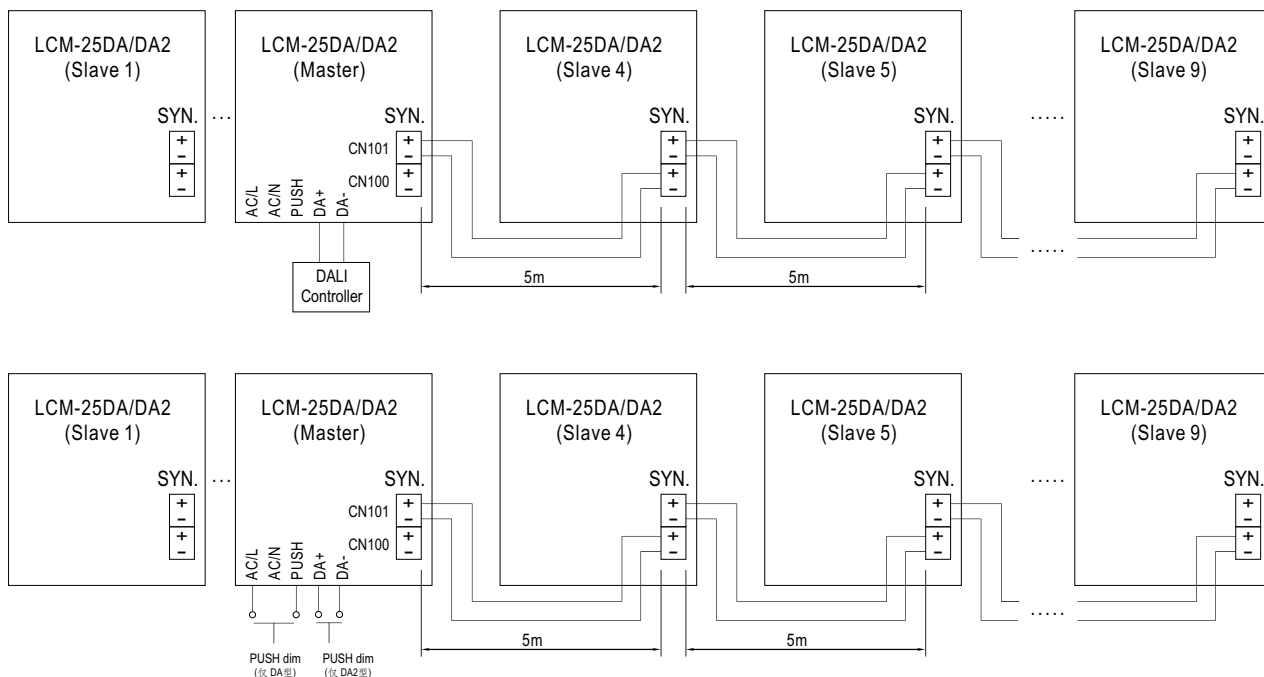 LCM-25DA/DA2
(Slave 1)
SYN.
+
-
+
-
...
LCM-25DA/DA2
(Master)
SYN.
CN101
+
-
CN100
+
-
AC/L
AC/N
PUSH
DA+
DA-
DALI
Controller
5m
LCM-25DA/DA2
(Slave 4)
SYN.
+
-
+
-
5m
LCM-25DA/DA2
(Slave 5)
SYN.
+
-
+
-
.....
.....
LCM-25DA/DA2
(Slave 9)
SYN.
+
-
+
-
LCM-25DA/DA2
(Slave 1)
SYN.
+
-
+
-
...
LCM-25DA/DA2
(Master)
SYN.
CN101
+
-
CN100
+
-
AC/L
AC/N
PUSH
DA+
DA-
PUSH dim
(仅 DA型)
PUSH dim
(仅 DA2型)
5m
LCM-25DA/DA2
(Slave 4)
SYN.
+
-
+
-
5m
LCM-25DA/DA2
(Slave 5)
SYN.
+
-
+
-
.....
.....
LCM-25DA/DA2
(Slave 9)
SYN.
+
-
+
-